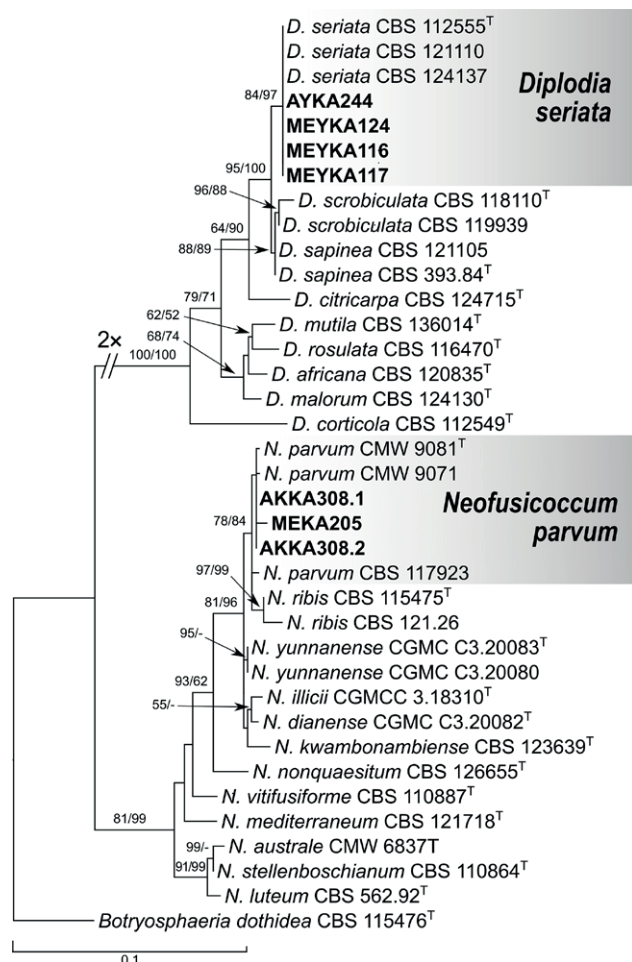 D. seriata CBS 112555T
D. seriata CBS 121110
D. seriata CBS 124137
Diplodia
seriata
84/97
AYKA244
MEYKA124
MEYKA116
MEYKA117
95/100
96/88
D. scrobiculata CBS 118110T
D. scrobiculata CBS 119939
64/90
88/89
D. sapinea CBS 121105
D. sapinea CBS 393.84T
D. citricarpa CBS 124715T
79/71
62/52
D. mutila CBS 136014T
68/74
D. rosulata CBS 116470T
2×
100/100
D. africana CBS 120835T
D. malorum CBS 124130T
D. corticola CBS 112549T
N. parvum CMW 9081T
N. parvum CMW 9071
Neofusicoccum
parvum
AKKA308.1
78/84
MEKA205
AKKA308.2
97/99
N. parvum CBS 117923
81/96
N. ribis CBS 115475T
N. ribis CBS 121.26
95/-
N. yunnanense CGMC C3.20083T
N. yunnanense CGMC C3.20080
93/62
55/-
N. illicii CGMCC 3.18310T
N. dianense CGMC C3.20082T
N. kwambonambiense CBS 123639T
N. nonquaesitum CBS 126655T
N. vitifusiforme CBS 110887T
81/99
N. mediterraneum CBS 121718T
99/-
N. australe CMW 6837T
91/99
N. stellenboschianum CBS 110864T
N. luteum CBS 562.92T
Botryosphaeria dothidea CBS 115476T
0.1